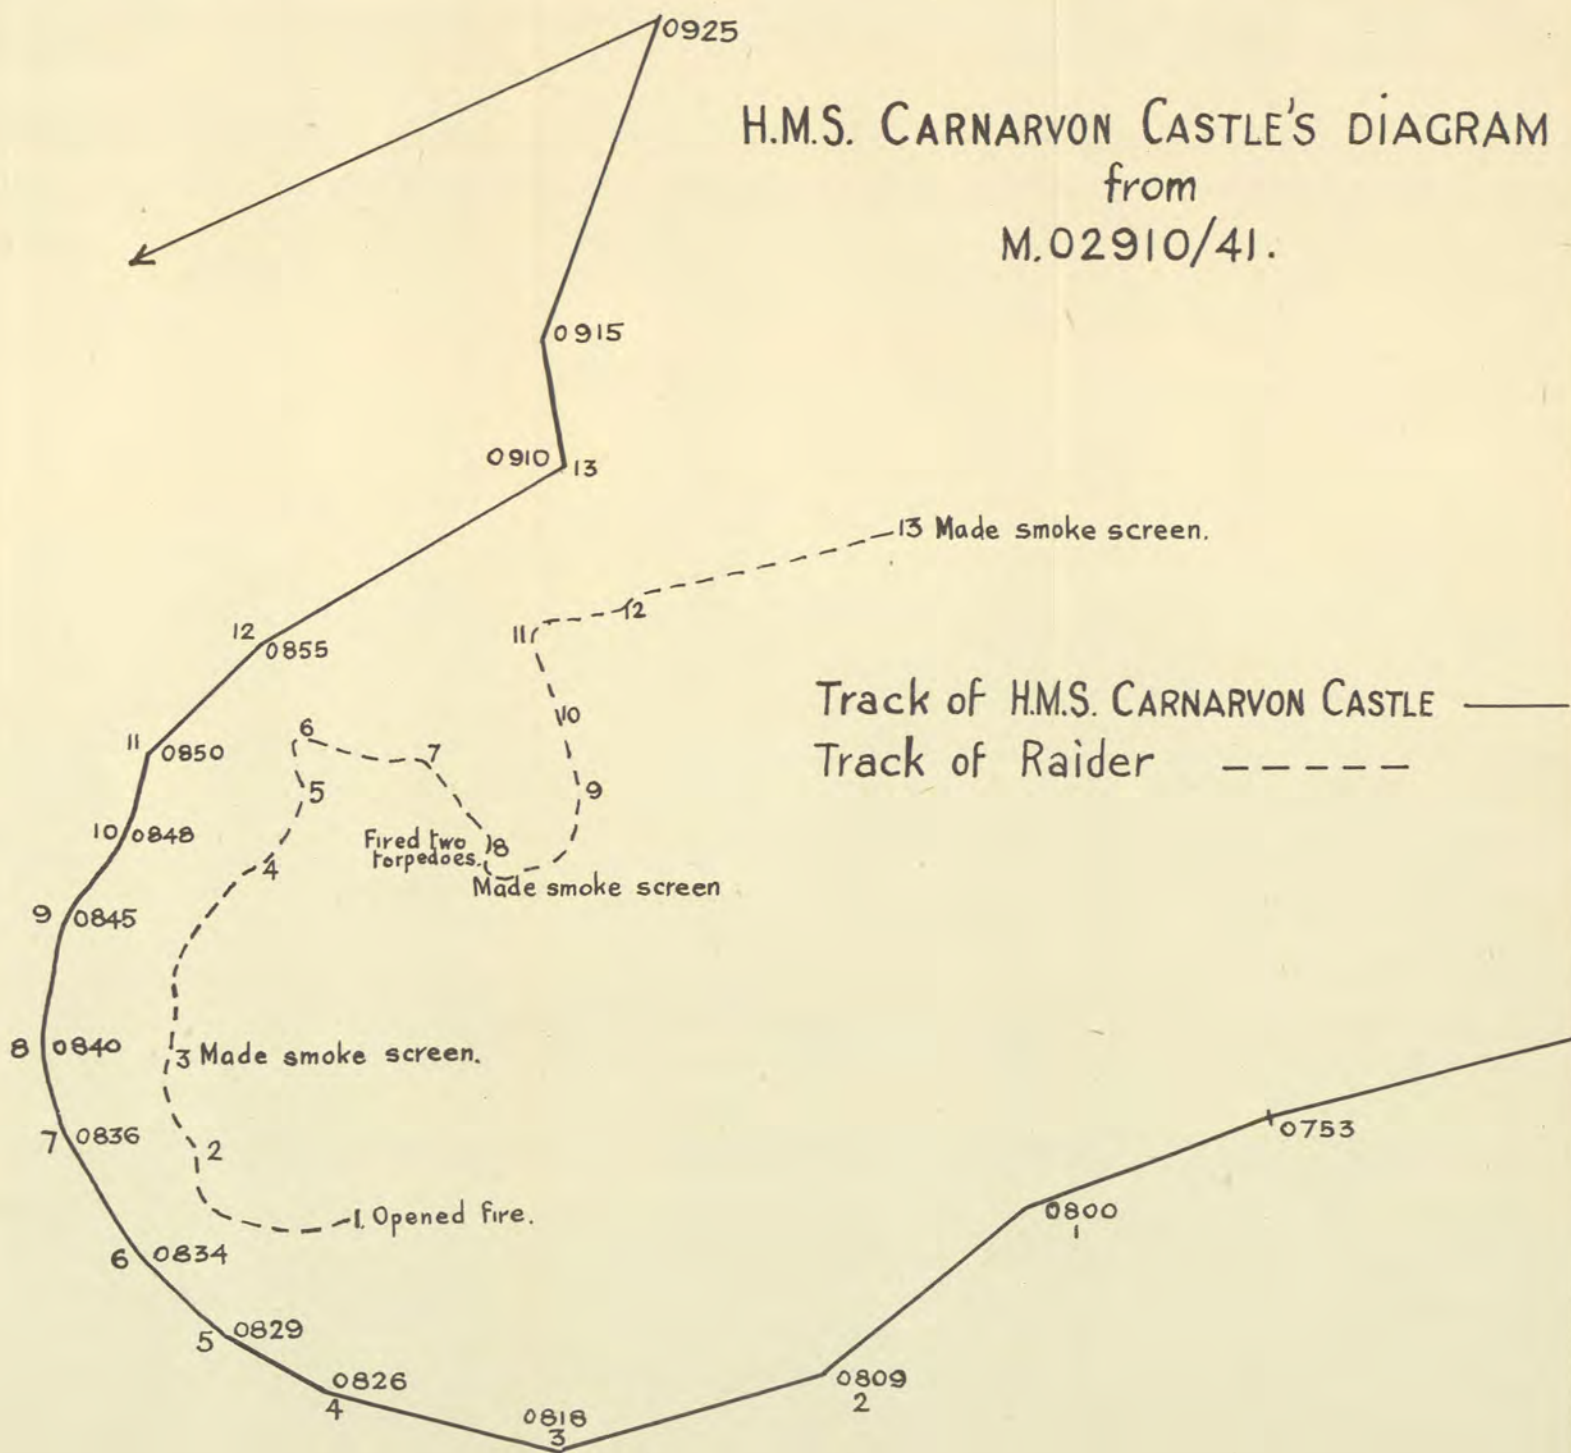 0925
H.M.S. CARNARVON CASTLE'S DIAGRAM
from
M.02910/41.
0915
0910 13
13 Made smoke screen.
12
12 0855
11
Track of H.M.S. CARNARVON CASTLE
10
6
11 0850
7
Track of Raider
5
9
10 0848
Fired two
torpedoes.
8
4
Made smoke screen
9 0845
8 0840
3 Made smoke screen.
0753
7 0836
2
1. Opened fire.
0800
1
6 0834
5 0829
0826
4
0809
2
0818
3